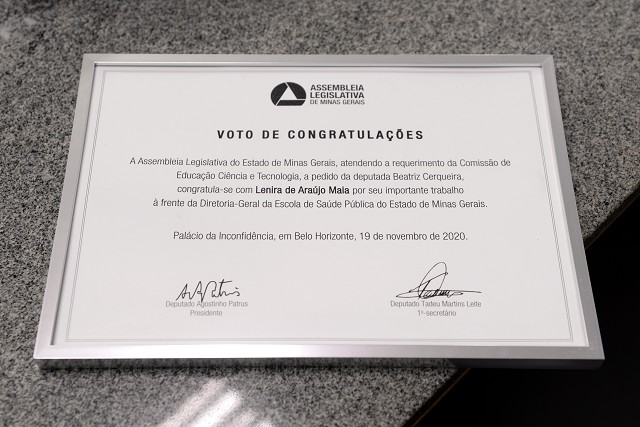 ASSEMBLEIA
LEGISLATIVA
DE MINAS GERAIS
VOTO DE CONGRATULAÇÕES
A Assembleia Legislativa do Estado de Minas Gerais, atendendo a requerimento da Comissão de
Educação Ciência e Tecnologia, a pedido da deputada Beatriz Cerqueira,
congratula-se com Lenira de Araújo Maia por seu importante trabalho
à frente da Diretoria-Geral da Escola de Saúde Pública do Estado de Minas Gerais.
Palácio da Inconfidência, em Belo Horizonte, 19 de novembro de 2020.
Deputado Agostinho Patrus
Presidente
Deputado Tadeu Martins Leite
1º-secretário